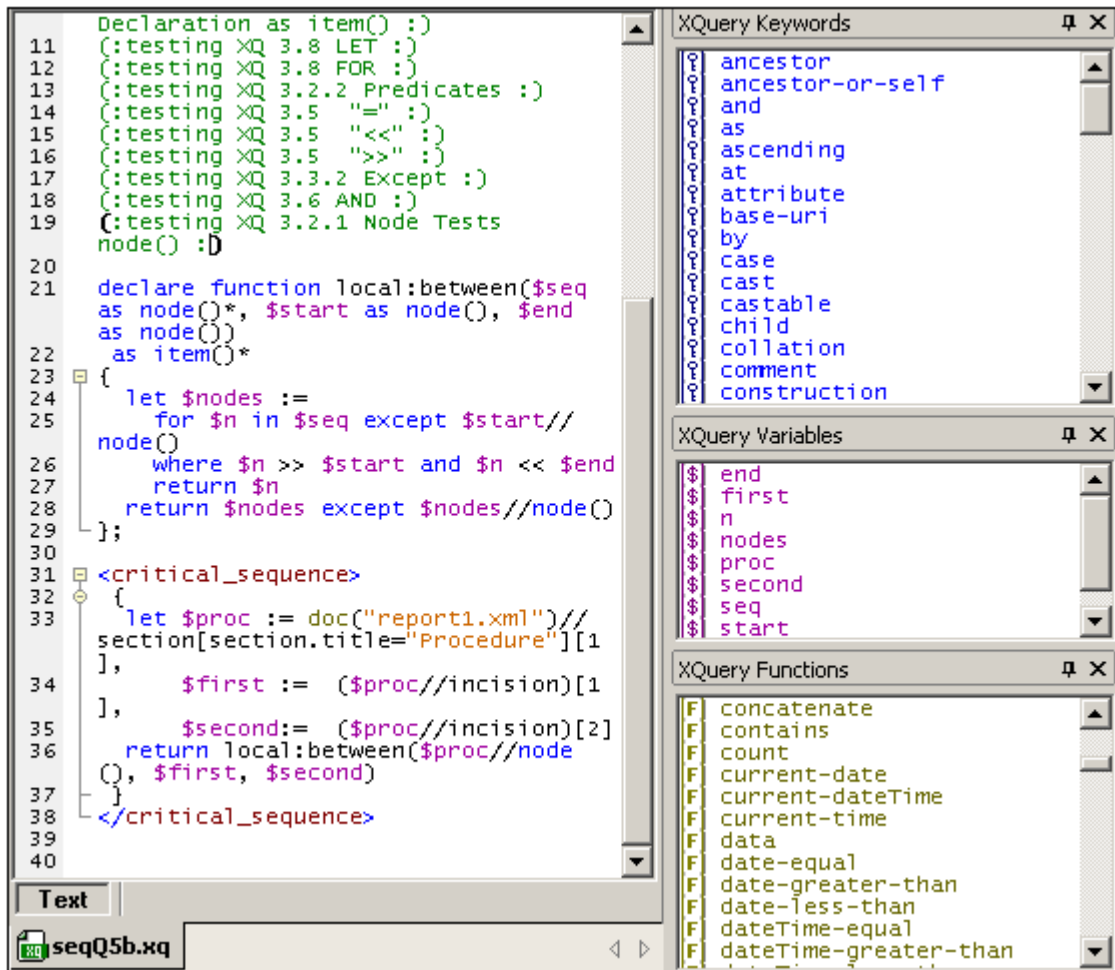 Declaration as item() :)
11 (:testing XQ 3.8 LET :)
12 (:testing XQ 3.8 FOR :)
13 (:testing XQ 3.2.2 Predicates :)
14 (:testing XQ 3.5  "=" :)
15 (:testing XQ 3.5  "<<" :)
16 (:testing XQ 3.5  ">>" :)
17 (:testing XQ 3.3.2 Except :)
18 (:testing XQ 3.6 AND :)
19 (:testing XQ 3.2.1 Node Tests
node() :)
20
21 declare function local:between($seq
as node()*, $start as node(), $end
as node())
22  as item()*
23 {
24   let $nodes :=
25     for $n in $seq except $start//
node()
26     where $n >> $start and $n << $end
27     return $n
28   return $nodes except $nodes//node()
29 };
30
31 <critical_sequence>
32  {
33   let $proc := doc("report1.xml")//
section[section.title="Procedure"][1
],
34       $first :=  ($proc//incision)[1
],
35       $second:=  ($proc//incision)[2]
36   return local:between($proc//node
(), $first, $second)
37  }
38 </critical_sequence>
39
40
Text
seqQ5b.xq
XQuery Keywords
ancestor
ancestor-or-self
and
as
ascending
at
attribute
base-uri
by
case
cast
castable
child
collation
comment
construction
XQuery Variables
$ end
$ first
$ n
$ nodes
$ proc
$ second
$ seq
$ start
XQuery Functions
F concatenate
F contains
F count
F current-date
F current-dateTime
F current-time
F data
F date-equal
F date-greater-than
F date-less-than
F dateTime-equal
F dateTime-greater-than